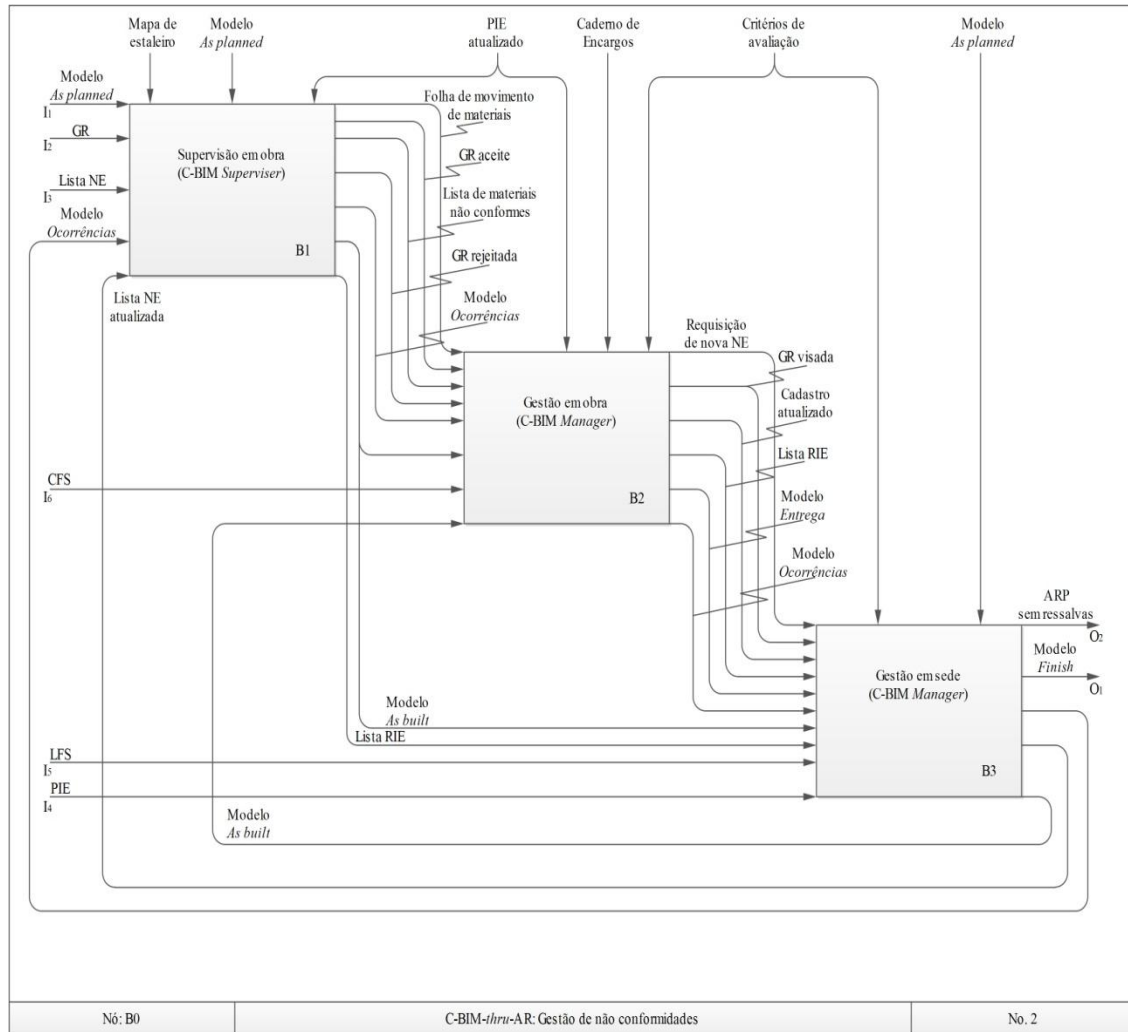 Mapa de
estaleiro
Modelo
As planned
PIE
atualizado
Caderno de
Encargos
Critérios de
avaliação
Modelo
As planned
Modelo
As planned
I1
GR
I2
Lista NE
I3
Modelo
Ocorrências
Supervisão em obra
(C-BIM Superviser)
B1
Lista NE
atualizada
Folha de movimento
de materiais
GR aceite
Lista de materiais
não conformes
GR rejeitada
Modelo
Ocorrências
Gestão em obra
(C-BIM Manager)
B2
CFS
I6
Requisição
de nova NE
GR visada
Cadastro
atualizado
Lista RIE
Modelo
Entrega
Modelo
Ocorrências
ARP
sem ressalvas
O2
Modelo
Finish
O1
Gestão em sede
(C-BIM Manager)
B3
Modelo
As built
Lista RIE
LFS
I5
PIE
I4
Modelo
As built
Nó: B0
C-BIM-thru-AR: Gestão de não conformidades
No. 2